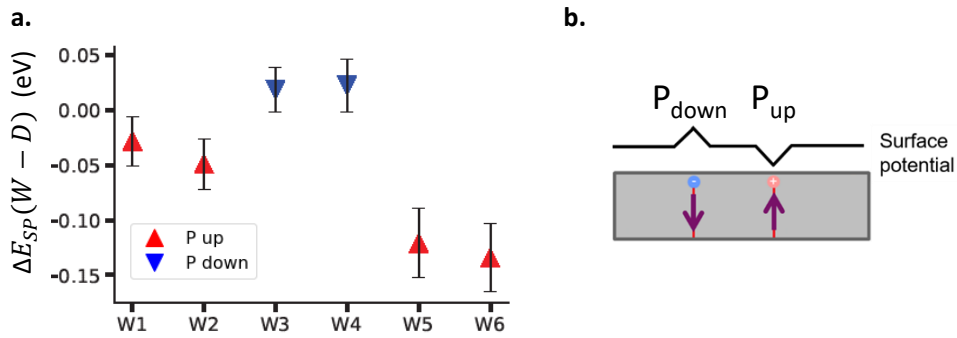 a.
ΔE_SP(W − D) (eV)
0.05
0.00
-0.05
-0.10
-0.15
P up
P down
W1 W2 W3 W4 W5 W6
b.
P_down P_up
Surface
potential
-
+